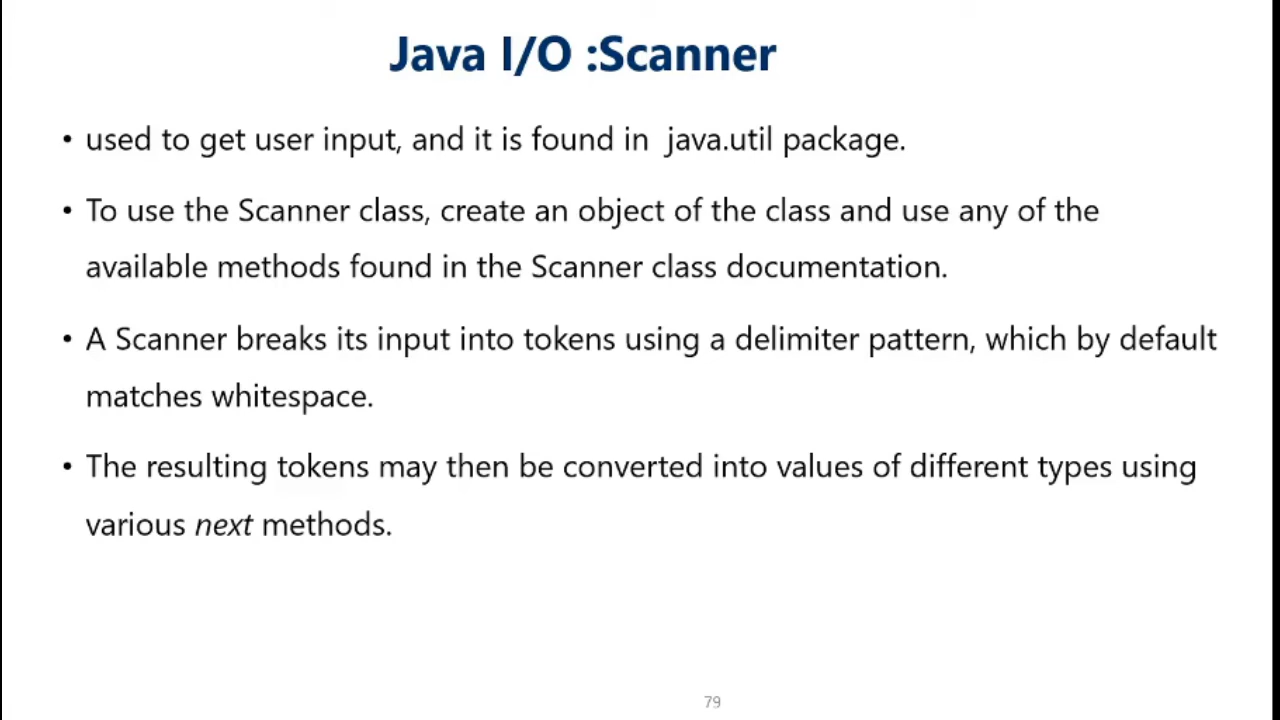 Java I/O :Scanner
• used to get user input, and it is found in java.util package.
• To use the Scanner class, create an object of the class and use any of the
available methods found in the Scanner class documentation.
• A Scanner breaks its input into tokens using a delimiter pattern, which by default
matches whitespace.
• The resulting tokens may then be converted into values of different types using
various next methods.
79